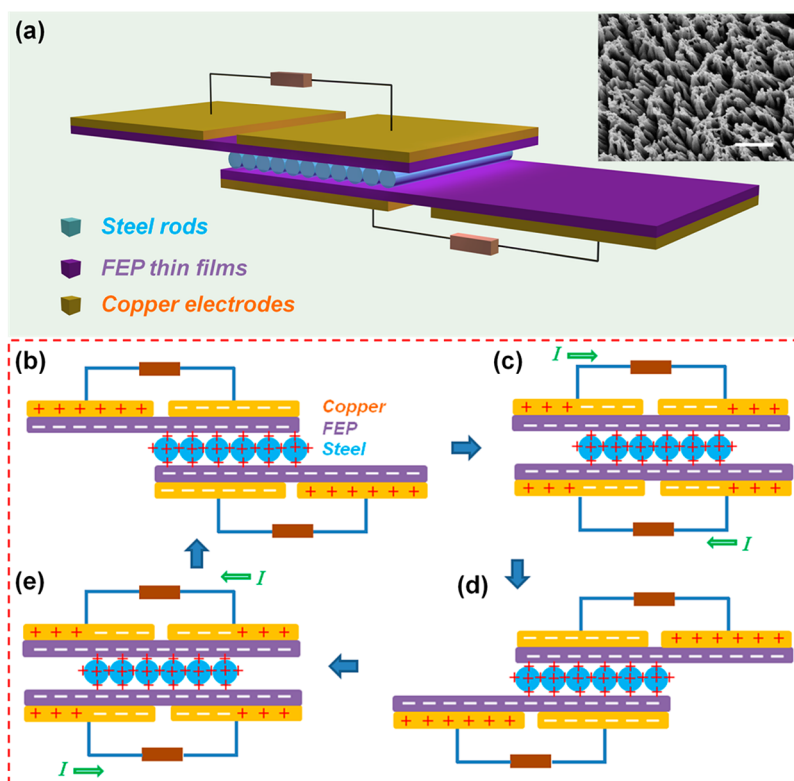 (a)
Steel rods
FEP thin films
Copper electrodes
(b)
Copper
FEP
Steel
(c)
I
I
(d)
(e)
I
I